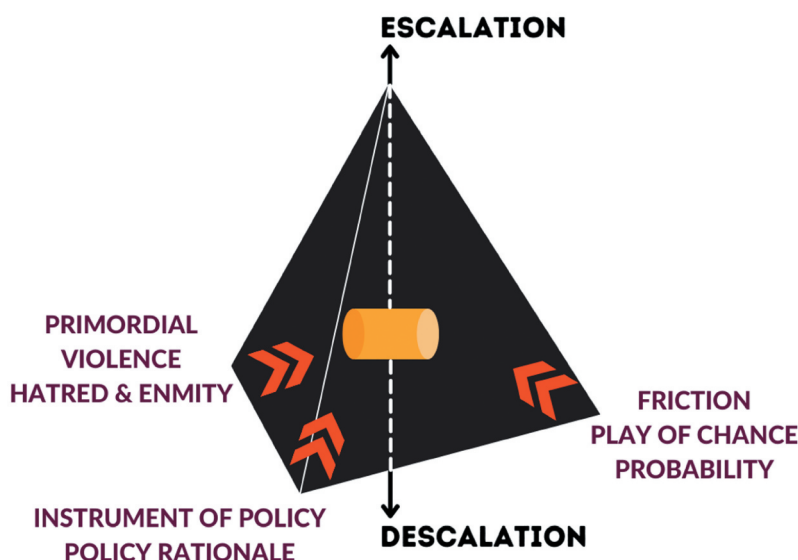 ESCALATION
PRIMORDIAL
VIOLENCE
HATRED & ENMITY
FRICTION
PLAY OF CHANCE
PROBABILITY
INSTRUMENT OF POLICY
POLICY RATIONALE
DESCALATION